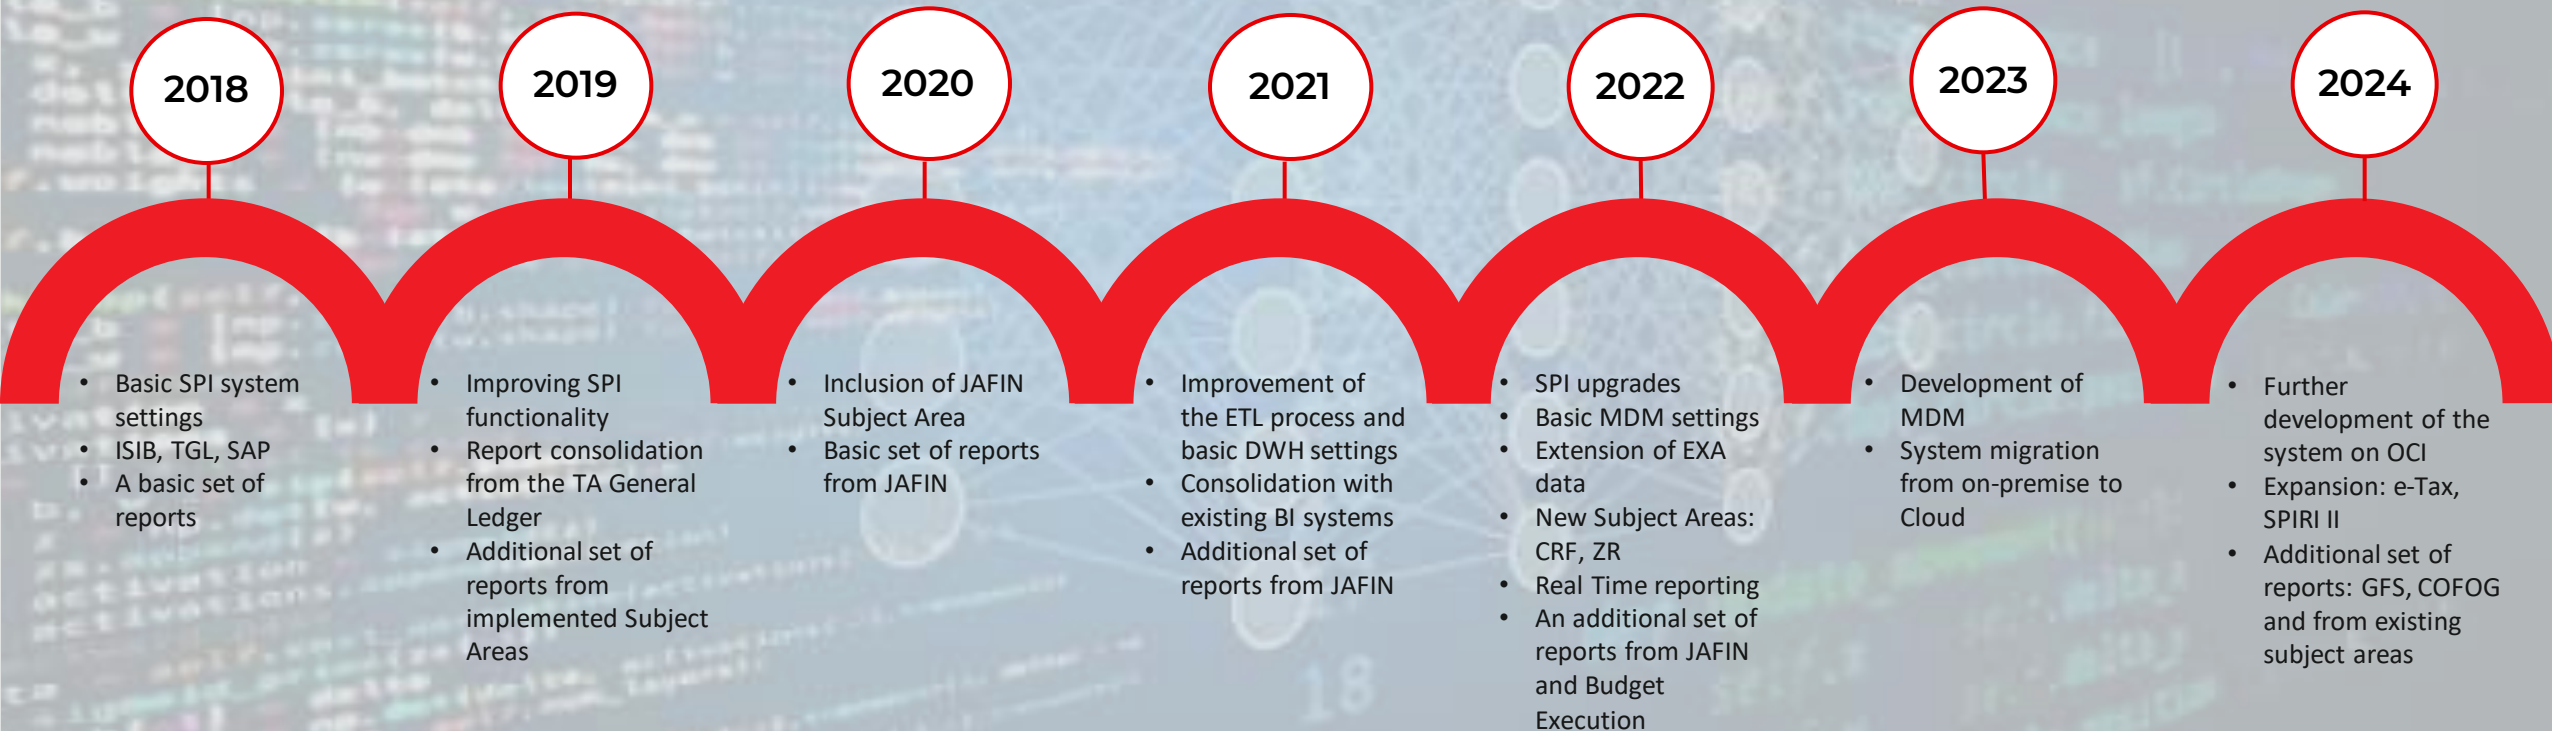 2018
2019
2020
2021
2022
2023
2024
• Basic SPI system
settings
• ISIB, TGL, SAP
• A basic set of
reports
• Improving SPI
functionality
• Report consolidation
from the TA General
Ledger
• Additional set of
reports from
implemented Subject
Areas
• Inclusion of JAFIN
Subject Area
• Basic set of reports
from JAFIN
• Improvement of
the ETL process and
basic DWH settings
• Consolidation with
existing BI systems
• Additional set of
reports from JAFIN
• SPI upgrades
• Basic MDM settings
• Extension of EXA
data
• New Subject Areas:
CRF, ZR
• Real Time reporting
• An additional set of
reports from JAFIN
and Budget
Execution
• Development of
MDM
• System migration
from on-premise to
Cloud
• Further
development of the
system on OCI
• Expansion: e-Tax,
SPIRI II
• Additional set of
reports: GFS, COFOG
and from existing
subject areas
18